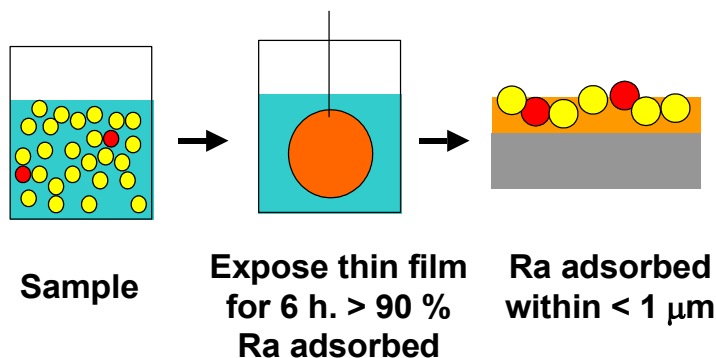 Sample
Expose thin film
for 6 h. > 90 %
Ra adsorbed
Ra adsorbed
within < 1 μm